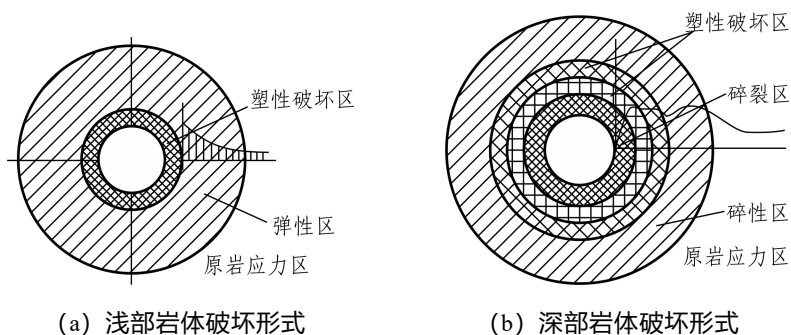 塑性破坏区
弹性区
原岩应力区
(a) 浅部岩体破坏形式
塑性破坏区
碎裂区
碎性区
原岩应力区
(b) 深部岩体破坏形式